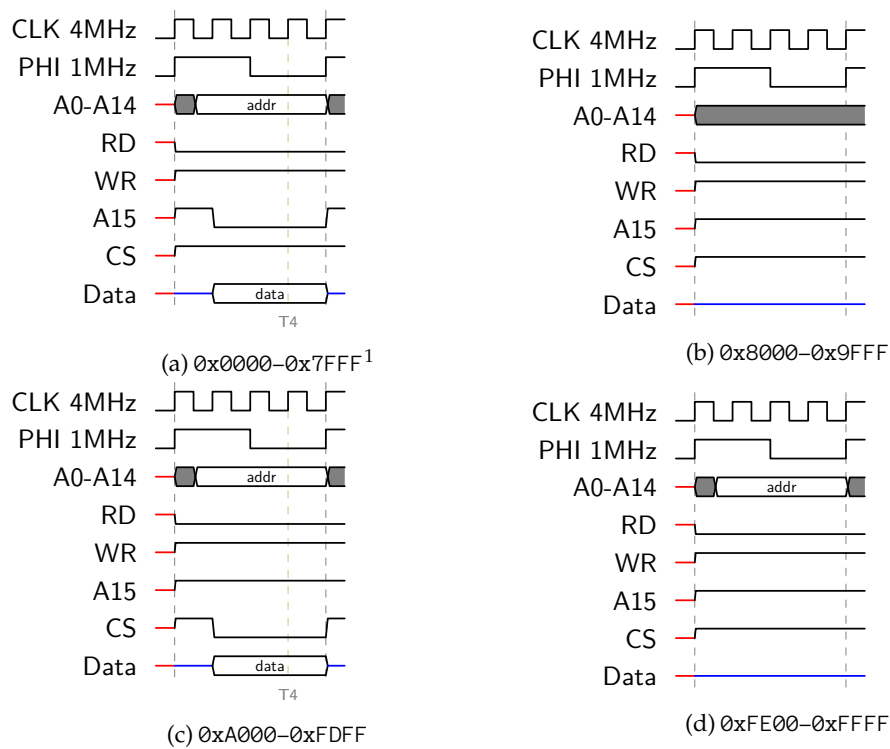 CLK 4MHz
PHI 1MHz
A0-A14
addr
RD
WR
A15
CS
Data
data
T4
(a) 0x0000–0x7FFF¹
CLK 4MHz
PHI 1MHz
A0-A14
RD
WR
A15
CS
Data
(b) 0x8000–0x9FFF
CLK 4MHz
PHI 1MHz
A0-A14
addr
RD
WR
A15
CS
Data
data
T4
(c) 0xA000–0xFDFF
CLK 4MHz
PHI 1MHz
A0-A14
addr
RD
WR
A15
CS
Data
(d) 0xFE00–0xFFFF